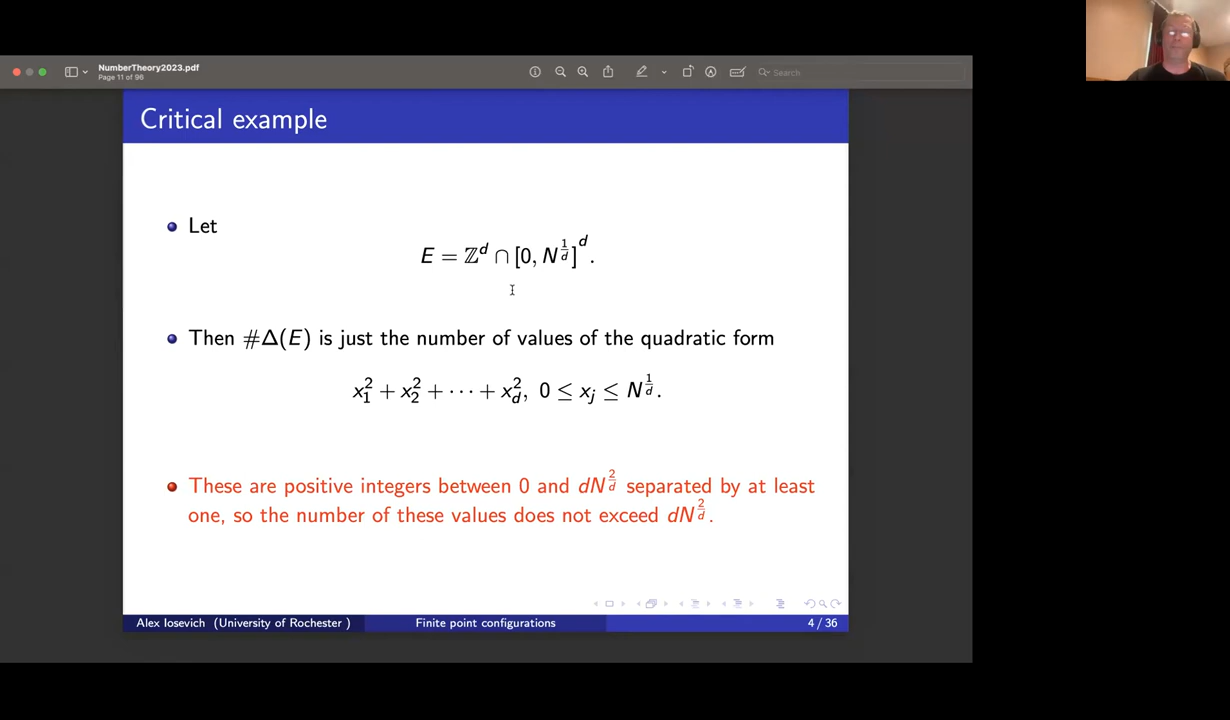 NumberTheory2023.pdf
Page 11 of 96
Search
Critical example
Let
E = ℤ^d ∩ [0, N^{1/d}]^d.
Then #Δ(E) is just the number of values of the quadratic form
x_1^2 + x_2^2 + ⋯ + x_d^2, 0 ≤ x_j ≤ N^{1/d}.
These are positive integers between 0 and dN^{2/d} separated by at least
one, so the number of these values does not exceed dN^{2/d}.
Alex Iosevich (University of Rochester ) Finite point configurations 4 / 36